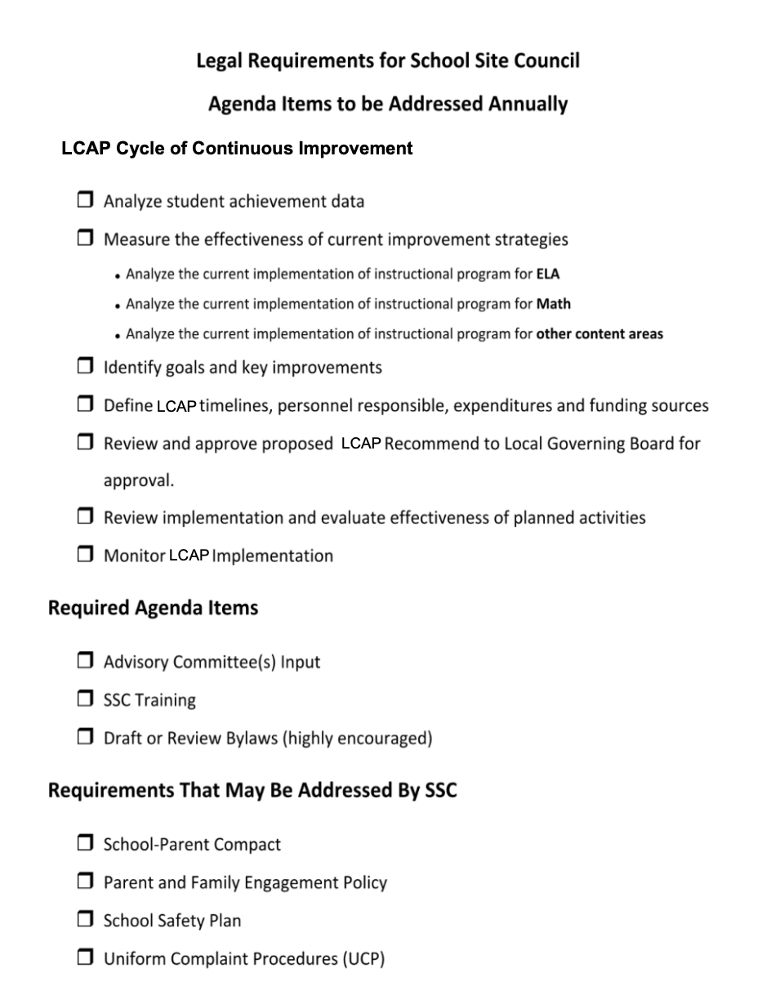 Legal Requirements for School Site Council
Agenda Items to be Addressed Annually
LCAP Cycle of Continuous Improvement
❒ Analyze student achievement data
❒ Measure the effectiveness of current improvement strategies
• Analyze the current implementation of instructional program for ELA
• Analyze the current implementation of instructional program for Math
• Analyze the current implementation of instructional program for other content areas
❒ Identify goals and key improvements
❒ Define LCAP timelines, personnel responsible, expenditures and funding sources
❒ Review and approve proposed LCAP Recommend to Local Governing Board for
approval.
❒ Review implementation and evaluate effectiveness of planned activities
❒ Monitor LCAP Implementation
Required Agenda Items
❒ Advisory Committee(s) Input
❒ SSC Training
❒ Draft or Review Bylaws (highly encouraged)
Requirements That May Be Addressed By SSC
❒ School-Parent Compact
❒ Parent and Family Engagement Policy
❒ School Safety Plan
❒ Uniform Complaint Procedures (UCP)